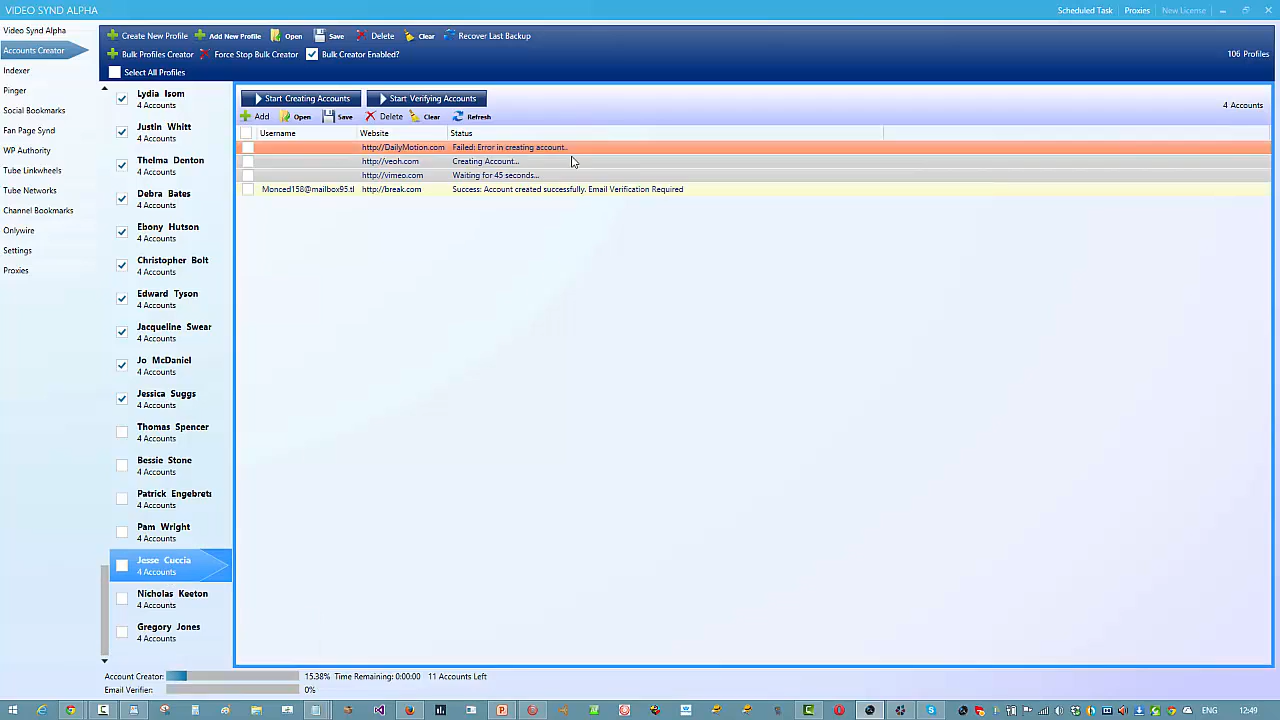 VIDEO SYND ALPHA
Scheduled Task Proxies New License
Video Synd Alpha
Accounts Creator
Indexer
Pinger
Social Bookmarks
Fan Page Synd
WP Authority
Tube Linkwheels
Tube Networks
Channel Bookmarks
Onlywire
Settings
Proxies
Create New Profile Add New Profile Open Save Delete Clear Recover Last Backup
Bulk Profiles Creator Force Stop Bulk Creator Bulk Creator Enabled?
106 Profiles
Select All Profiles
Lydia Isom
4 Accounts
Justin Whitt
4 Accounts
Thelma Denton
4 Accounts
Debra Bates
4 Accounts
Ebony Hutson
4 Accounts
Christopher Bolt
4 Accounts
Edward Tyson
4 Accounts
Jacqueline Swear
4 Accounts
Jo McDaniel
4 Accounts
Jessica Suggs
4 Accounts
Thomas Spencer
4 Accounts
Bessie Stone
4 Accounts
Patrick Engebrets
4 Accounts
Pam Wright
4 Accounts
Jesse Cuccia
4 Accounts
Nicholas Keeton
4 Accounts
Gregory Jones
4 Accounts
Start Creating Accounts Start Verifying Accounts
4 Accounts
Add Open Save Delete Clear Refresh
Username Website Status
http://DailyMotion.com Failed: Error in creating account..
http://veoh.com Creating Account...
http://vimeo.com Waiting for 45 seconds...
Monced158@mailbox95.tl http://break.com Success: Account created successfully. Email Verification Required
Account Creator: 15.38% Time Remaining: 0:00:00 11 Accounts Left
Email Verifier: 0%
ENG 12:49